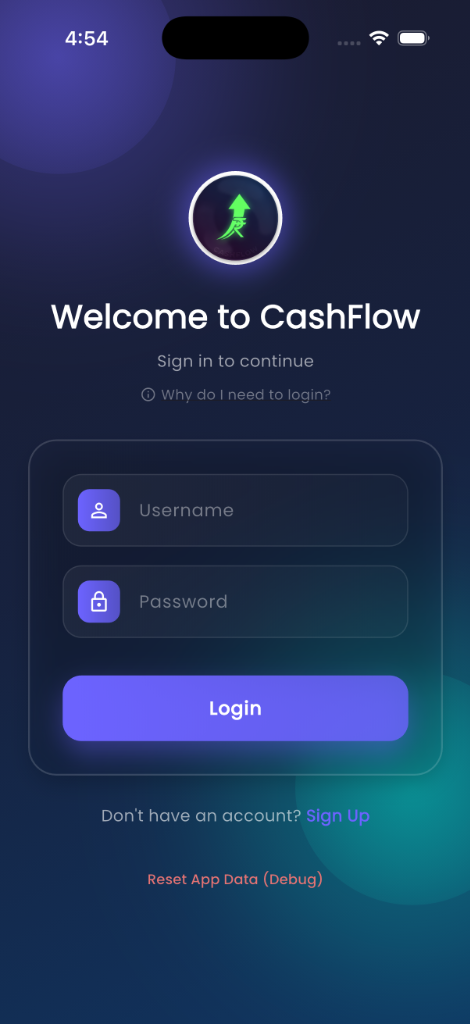 4:54
Welcome to CashFlow
Sign in to continue
Why do I need to login?
Username
Password
Login
Don't have an account? Sign Up
Reset App Data (Debug)